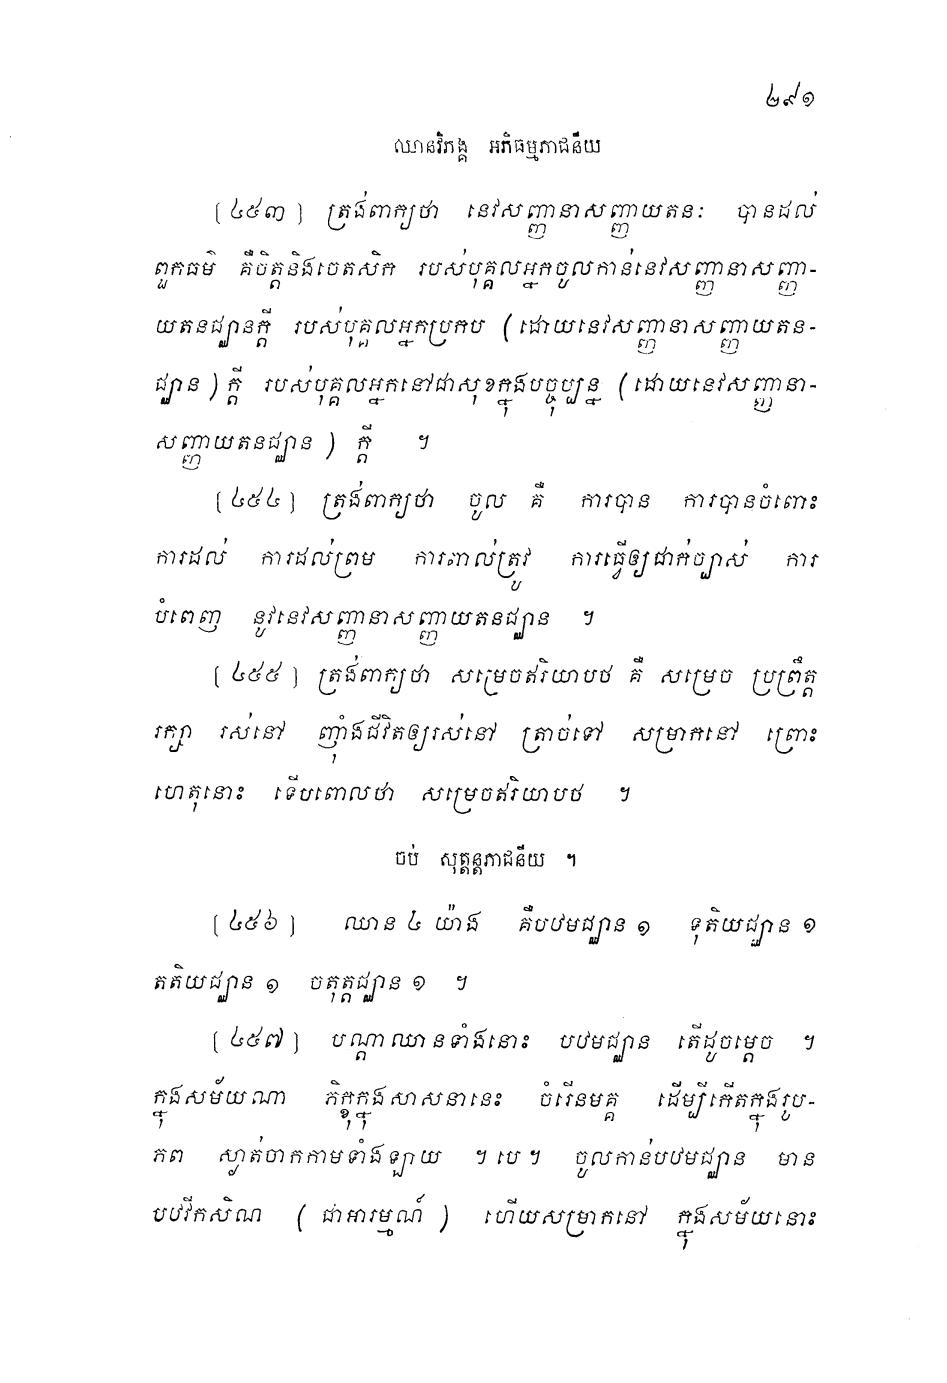 ២៩១
ឈានវិភង្គ អភិធម្មភាជនីយ
[៤៥៣] ត្រង់ពាក្យថា នេវសញ្ញានាសញ្ញាយតនៈ បានដល់
ពួកធម៌ គឺចិត្តនិងចេតសិក របស់បុគ្គលអ្នកចូលកាន់នេវសញ្ញានាសញ្ញា-
យតនជ្ឈានក្តី របស់បុគ្គលអ្នកប្រកប (ដោយនេវសញ្ញានាសញ្ញាយតន-
ជ្ឈាន) ក្តី របស់បុគ្គលអ្នកនៅជាសុខក្នុងបច្ចុប្បន្ន (ដោយនេវសញ្ញានា-
សញ្ញាយតនជ្ឈាន) ក្តី ។
[៤៥៤] ត្រង់ពាក្យថា ចូល គឺ ការបាន ការបានចំពោះ
ការដល់ ការដល់ព្រម ការពាល់ត្រូវ ការធ្វើឲ្យជាក់ច្បាស់ ការ
បំពេញ នូវនេវសញ្ញានាសញ្ញាយតនជ្ឈាន ។
[៤៥៥] ត្រង់ពាក្យថា សម្រេចឥរិយាបថ គឺ សម្រេច ប្រព្រឹត្ត
រក្សា រស់នៅ ញុំាងជីវិតឲ្យរស់នៅ ត្រាច់ទៅ សម្រាកនៅ ព្រោះ
ហេតុនោះ ទើបពោលថា សម្រេចឥរិយាបថ ។
ចប់ សុត្តន្តភាជនីយ ។
[៤៥៦] ឈាន ៤ យ៉ាង គឺបឋមជ្ឈាន ១ ទុតិយជ្ឈាន ១
តតិយជ្ឈាន ១ ចតុត្ថជ្ឈាន ១ ។
[៤៥៧] បណ្តាឈានទាំងនោះ បឋមជ្ឈាន តើដូចម្តេច ។
ក្នុងសម័យណា ភិក្ខុក្នុងសាសនានេះ ចំរើនមគ្គ ដើម្បីកើតក្នុងរូប-
ភព ស្ងាត់ចាកកាមទាំងឡាយ ។ បេ ។ ចូលកាន់បឋមជ្ឈាន មាន
បឋវីកសិណ (ជាអារម្មណ៍) ហើយសម្រាកនៅ ក្នុងសម័យនោះ